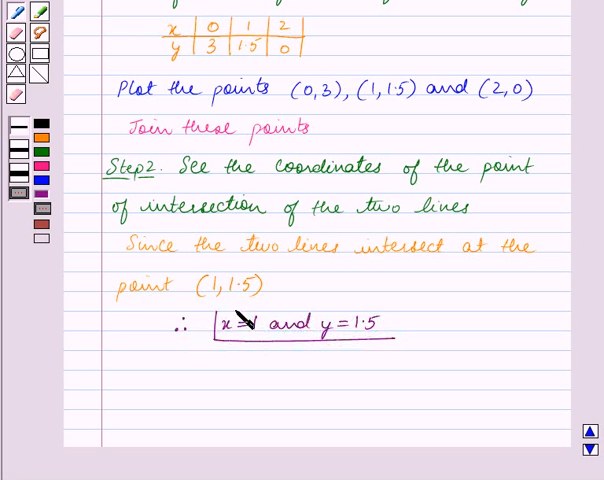 x 0 1 2
y 3 1.5 0
Plot the points (0,3), (1,1.5) and (2,0)
Join these points
Step2. See the coordinates of the point
of intersection of the two lines
Since the two lines intersect at the
point (1,1.5)
∴ x=1 and y=1.5